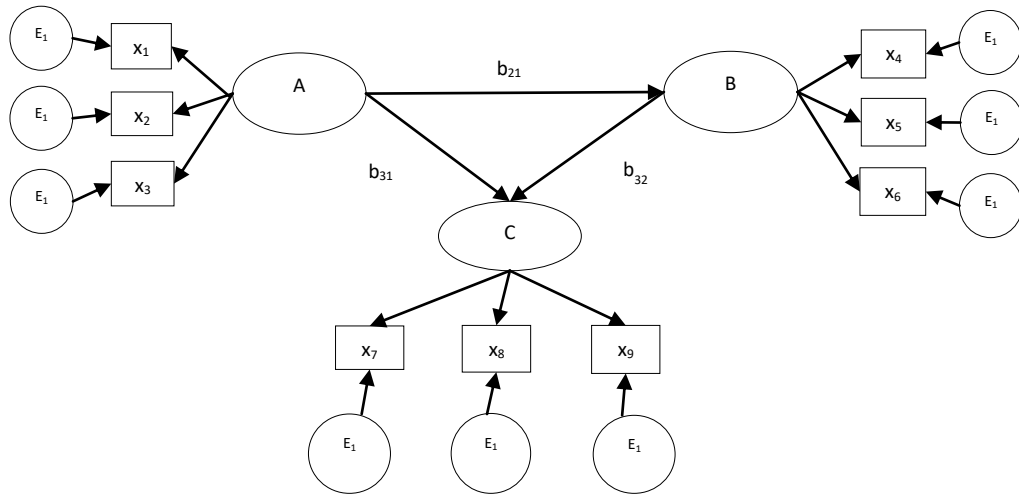 E₁
x₁
E₁
x₂
E₁
x₃
A
b₂₁
B
x₄
E₁
x₅
E₁
x₆
E₁
b₃₁
b₃₂
C
x₇
x₈
x₉
E₁
E₁
E₁